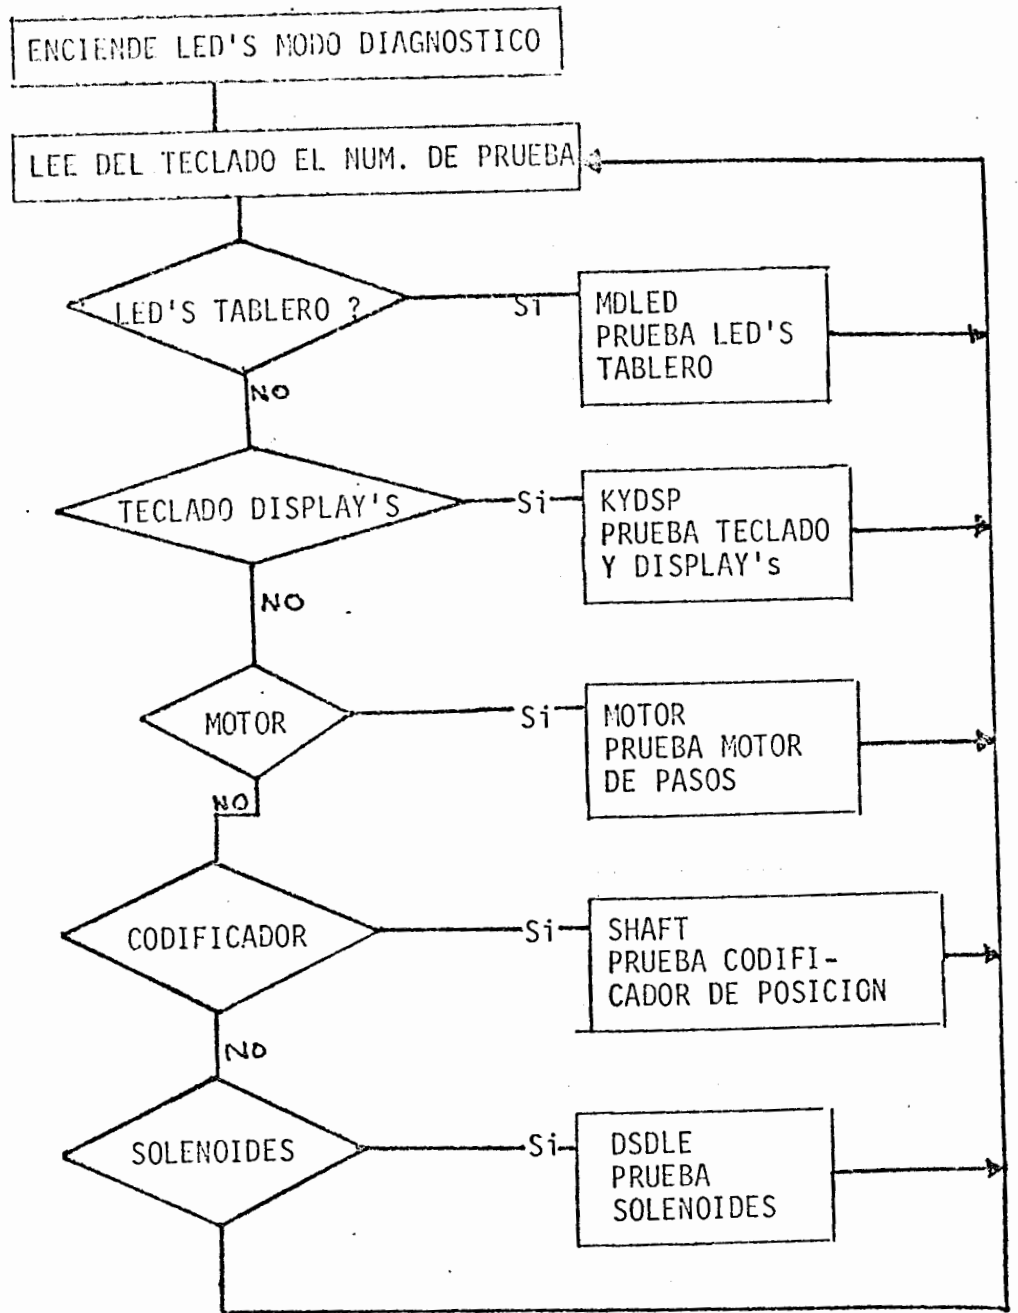 ENCIENDE LED'S MODO DIAGNOSTICO
LEE DEL TECLADO EL NUM. DE PRUEBA
LED'S TABLERO ?
Si
MDLED
PRUEBA LED'S
TABLERO
NO
TECLADO DISPLAY'S
Si
KYDSP
PRUEBA TECLADO
Y DISPLAY's
NO
MOTOR
Si
MOTOR
PRUEBA MOTOR
DE PASOS
NO
CODIFICADOR
Si
SHAFT
PRUEBA CODIFI-
CADOR DE POSICION
NO
SOLENOIDES
Si
DSDLE
PRUEBA
SOLENOIDES